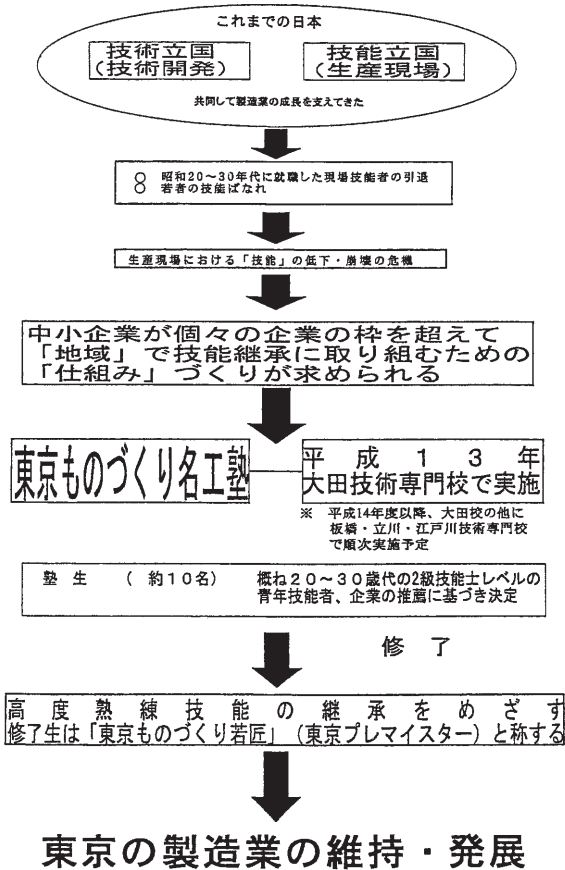 これまでの日本
技術立国
（技術開発）
技能立国
（生産現場）
共同して製造業の成長を支えてきた
○ 昭和20～30年代に就職した現場技能者の引退
○ 若者の技能ばなれ
生産現場における「技能」の低下・崩壊の危機
中小企業が個々の企業の枠を超えて
「地域」で技能継承に取り組むための
「仕組み」づくりが求められる
東京ものづくり名工塾
平成13年
大田技術専門校で実施
※ 平成14年度以降、大田校の他に
板橋・立川・江戸川技術専門校
で順次実施予定
塾生 （約10名） 概ね20～30歳代の2級技能士レベルの
青年技能者、企業の推薦に基づき決定
修了
高度熟練技能の継承をめざす
修了生は「東京ものづくり若匠」（東京プレマイスター）と称する
東京の製造業の維持・発展